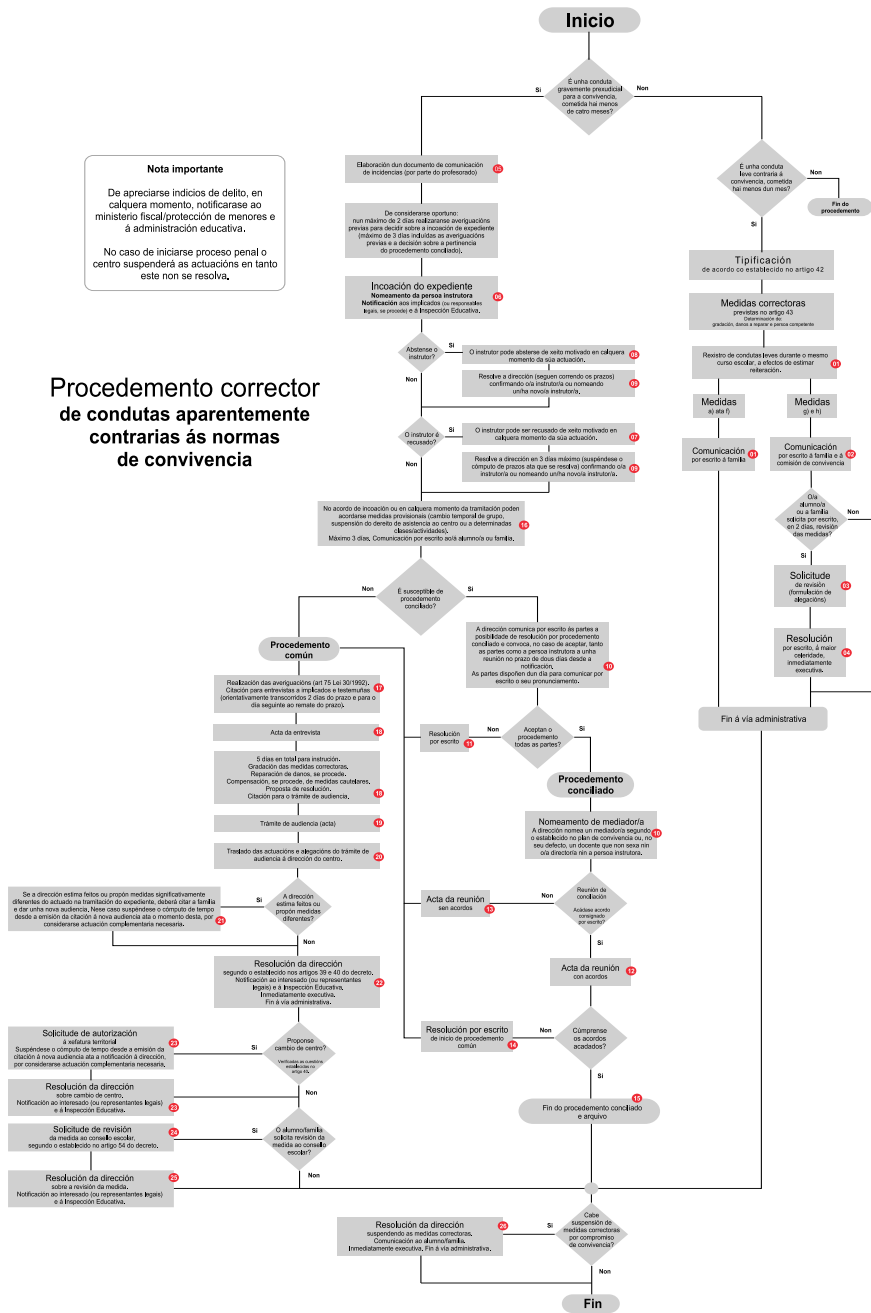 Inicio
É unha conduta
gravemente prexudicial
para a convivencia,
cometida hai menos
de catro meses?
Si
Non
Nota importante
De apreciarse indicios de delito, en
calquera momento, notificarase ao
ministerio fiscal/protección de menores e
á administración educativa.
No caso de iniciarse proceso penal o
centro suspenderá as actuacións en tanto
este non se resolva.
Procedemento corrector
de condutas aparentemente
contrarias ás normas
de convivencia
Elaboración dun documento de comunicación
de incidencias (por parte do profesorado)
05
De considerarse oportuno:
nun máximo de 2 días realizaranse averiguacións
previas para decidir sobre a incoación de expediente
(máximo de 3 días incluídas as averiguacións
previas e a decisión sobre a pertinencia
do procedemento conciliado).
Incoación do expediente
Nomeamento da persoa instrutora
Notificación aos implicados (ou responsables
legais, se procede) e á Inspección Educativa.
06
Abstense o
instrutor?
Si
Non
O instrutor pode absterse de xeito motivado en calquera
momento da súa actuación.
08
Resolve a dirección (seguen correndo os prazos)
confirmando o/a instrutor/a ou nomeando
un/ha novo/a instrutor/a.
09
O instrutor é
recusado?
Si
Non
O instrutor pode ser recusado de xeito motivado en
calquera momento da súa actuación.
07
Resolve a dirección en 3 días máximo (suspéndese o
cómputo de prazos ata que se resolva) confirmando o/a
instrutor/a ou nomeando un/ha novo/a instrutor/a.
09
No acordo de incoación ou en calquera momento da tramitación poden
acordarse medidas provisionais (cambio temporal de grupo,
suspensión do dereito de asistencia ao centro ou a determinadas
clases/actividades).
Máximo 3 días. Comunicación por escrito ao/á alumno/a ou familia.
16
É unha conduta
leve contraria á
convivencia, cometida
hai menos dun mes?
Non
Fin do
procedemento
Si
Tipificación
de acordo co establecido no artigo 42
Medidas correctoras
previstas no artigo 43
Determinación de:
gradación, danos a reparar e persoa competente
Rexistro de condutas leves durante o mesmo
curso escolar, a efectos de estimar
reiteración.
01
Medidas
a) ata f)
Medidas
g) e h)
Comunicación
por escrito á familia
01
Comunicación
por escrito á familia e á
comisión de convivencia
02
O/a
alumno/a
ou a familia
solicita por escrito,
en 2 días, revisión
das medidas?
Non
Si
Solicitude
de revisión
(formulación de
alegacións)
03
Resolución
por escrito, á maior
celeridade,
inmediatamente
executiva.
04
Fin á vía administrativa
É susceptible de
procedemento
conciliado?
Non
Si
Procedemento
común
A dirección comunica por escrito ás partes a
posibilidade de resolución por procedemento
conciliado e convoca, no caso de aceptar, tanto
as partes como a persoa instrutora a unha
reunión no prazo de dous días desde a
notificación.
As partes dispoñen dun día para comunicar por
escrito o seu pronunciamento.
10
Realización das averiguacións (art 75 Lei 30/1992).
Citación para entrevistas a implicados e testemuñas
(orientativamente transcorridos 2 días do prazo e para o
día seguinte ao remate do prazo).
17
Acta da entrevista
18
5 días en total para instrución.
Gradación das medidas correctoras.
Reparación de danos, se procede.
Compensación, se procede, de medidas cautelares.
Proposta de resolución.
Citación para o trámite de audiencia.
18
Trámite de audiencia (acta)
19
Traslado das actuacións e alegacións do trámite de
audiencia á dirección do centro.
20
Resolución
por escrito
11
Non
Aceptan o
procedemento
todas as partes?
Si
Procedemento
conciliado
Nomeamento de mediador/a
A dirección nomea un mediador/a segundo
o establecido no plan de convivencia ou, no
seu defecto, un docente que non sexa nin
o/a director/a nin a persoa instrutora.
10
Se a dirección estima feitos ou propón medidas significativamente
diferentes do actuado na tramitación do expediente, deberá citar a familia
e dar unha nova audiencia. Nese caso suspéndese o cómputo de tempo
desde a emisión da citación á nova audiencia ata o momento desta, por
considerarse actuación complementaria necesaria.
21
Si
A dirección
estima feitos ou
propón medidas
diferentes?
Non
Acta da reunión
sen acordos
13
Non
Reunión de
conciliación
Acádase acordo
consignado
por escrito?
Si
Acta da reunión
con acordos
12
Resolución da dirección
segundo o establecido nos artigos 39 e 40 do decreto.
Notificación ao interesado (ou representantes
legais) e á Inspección Educativa.
Inmediatamente executiva.
Fin á vía administrativa.
22
Resolución por escrito
de inicio de procedemento
común
14
Non
Cúmprense
os acordos
acadados?
Si
Solicitude de autorización
á xefatura territorial
Suspéndese o cómputo de tempo desde a emisión da
citación á nova audiencia ata a notificación á dirección,
por considerarse actuación complementaria necesaria.
23
Si
Proponse
cambio de centro?
Verificados as cuestións
establecidas no
artigo 40.
Non
Resolución da dirección
sobre cambio de centro.
Notificación ao interesado (ou representantes legais)
e á Inspección Educativa.
23
Fin do procedemento conciliado
e arquivo
15
Solicitude de revisión
da medida ao consello escolar,
segundo o establecido no artigo 54 do decreto.
24
Si
O alumno/familia
solicita revisión da
medida ao consello
escolar?
Non
Resolución da dirección
sobre a revisión da medida.
Notificación ao interesado (ou representantes legais)
e á Inspección Educativa.
25
Resolución da dirección
suspendendo as medidas correctoras.
Comunicación ao alumno/familia.
Inmediatamente executiva. Fin á vía administrativa.
26
Si
Cabe
suspensión de
medidas correctoras
por compromiso
de convivencia?
Non
Fin